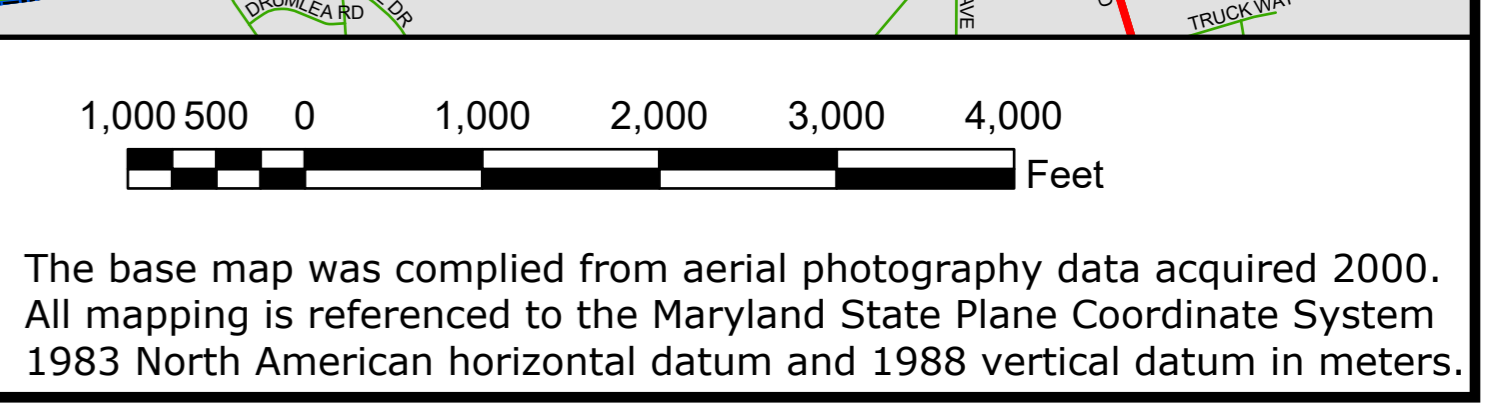 DRUMLEA RD
DR
AVE
TRUCK WAY
1,000 500 0 1,000 2,000 3,000 4,000
Feet
The base map was complied from aerial photography data acquired 2000.
All mapping is referenced to the Maryland State Plane Coordinate System
1983 North American horizontal datum and 1988 vertical datum in meters.